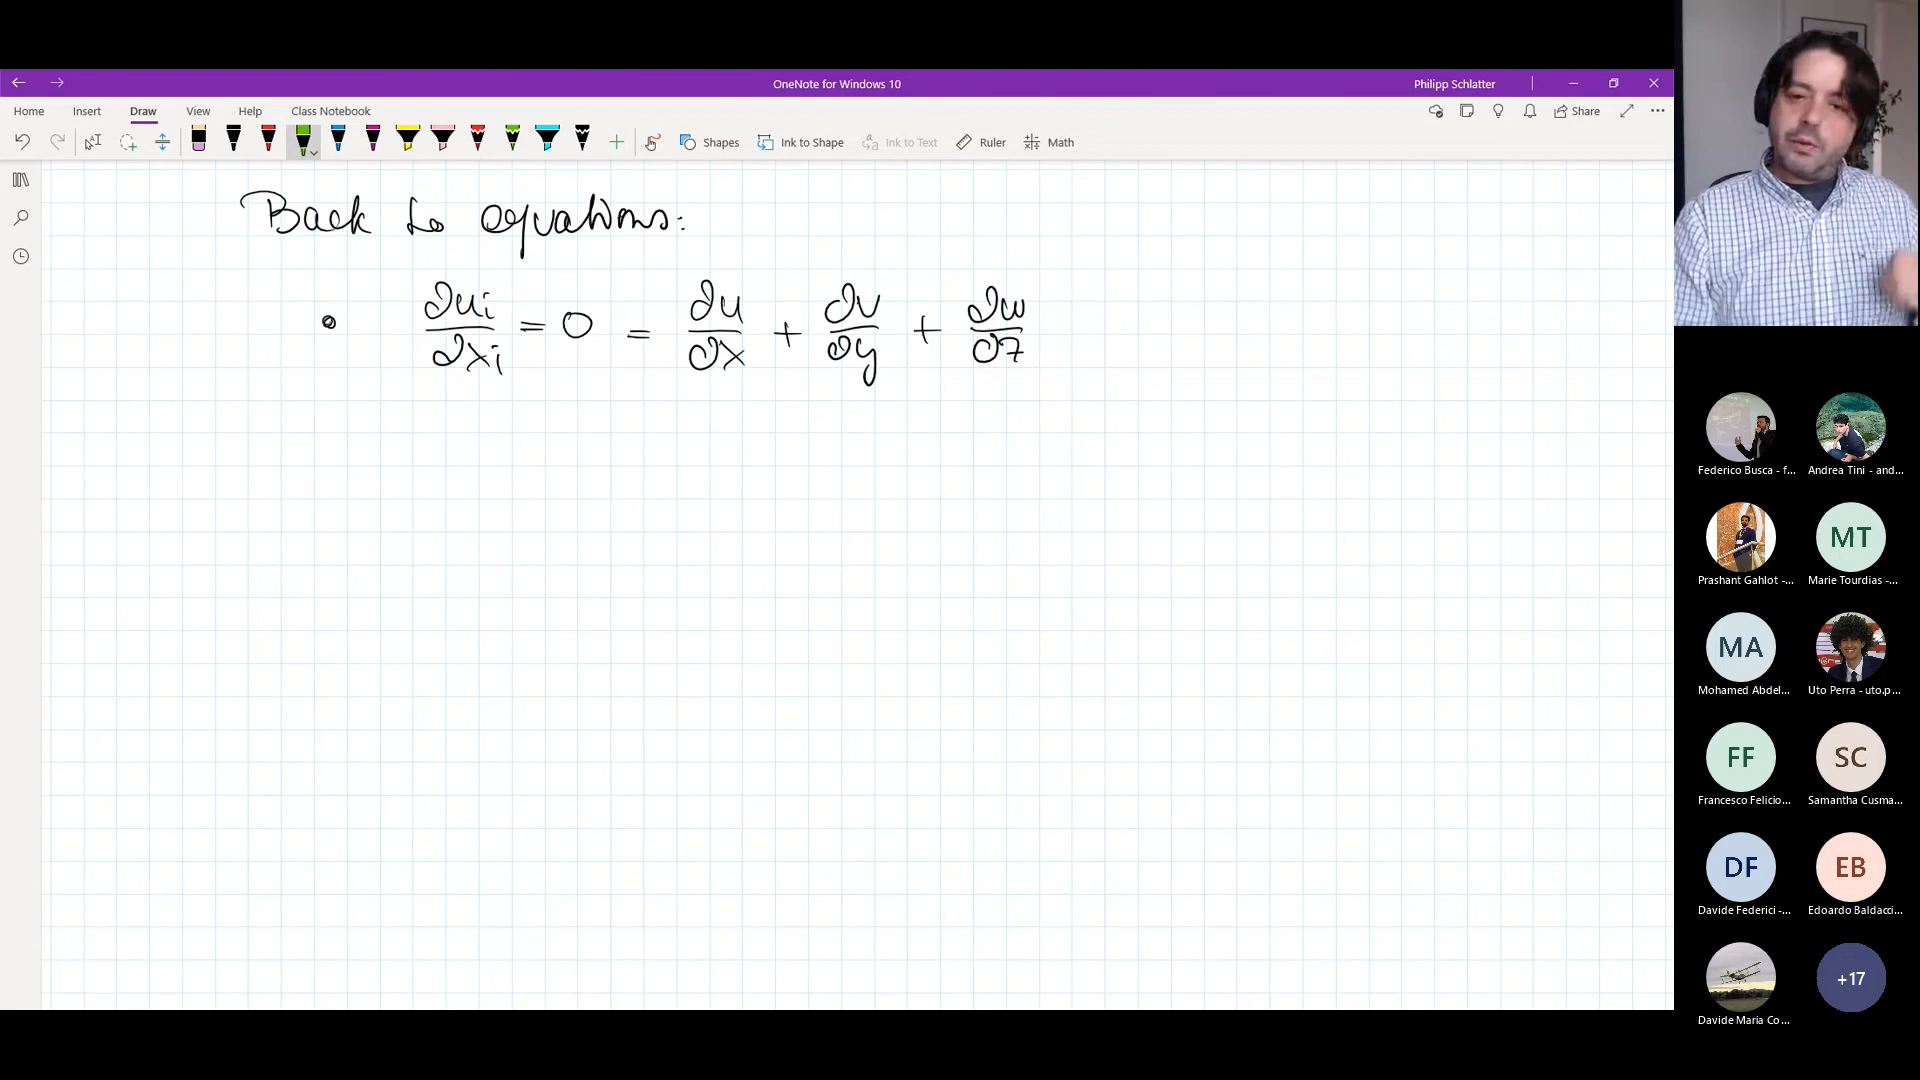 OneNote for Windows 10
Philipp Schlatter
Home Insert Draw View Help Class Notebook
Share
Shapes Ink to Shape Ink to Text Ruler Math
Back to equations:
• ∂ui/∂xi = 0 = ∂u/∂x + ∂v/∂y + ∂w/∂z
Federico Busca - f... Andrea Tini - and...
MT
Prashant Gahlot -... Marie Tourdias -...
MA
Mohamed Abdel... Uto Perra - uto.p...
FF SC
Francesco Felicio... Samantha Cusma...
DF EB
Davide Federici -... Edoardo Baldacci...
+17
Davide Maria Co...